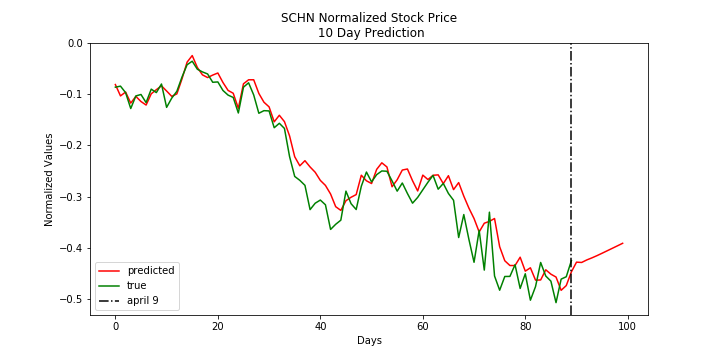 SCHN Normalized Stock Price
10 Day Prediction
Normalized Values
0.0
−0.1
−0.2
−0.3
−0.4
−0.5
predicted
true
april 9
0
20
40
60
80
100
Days